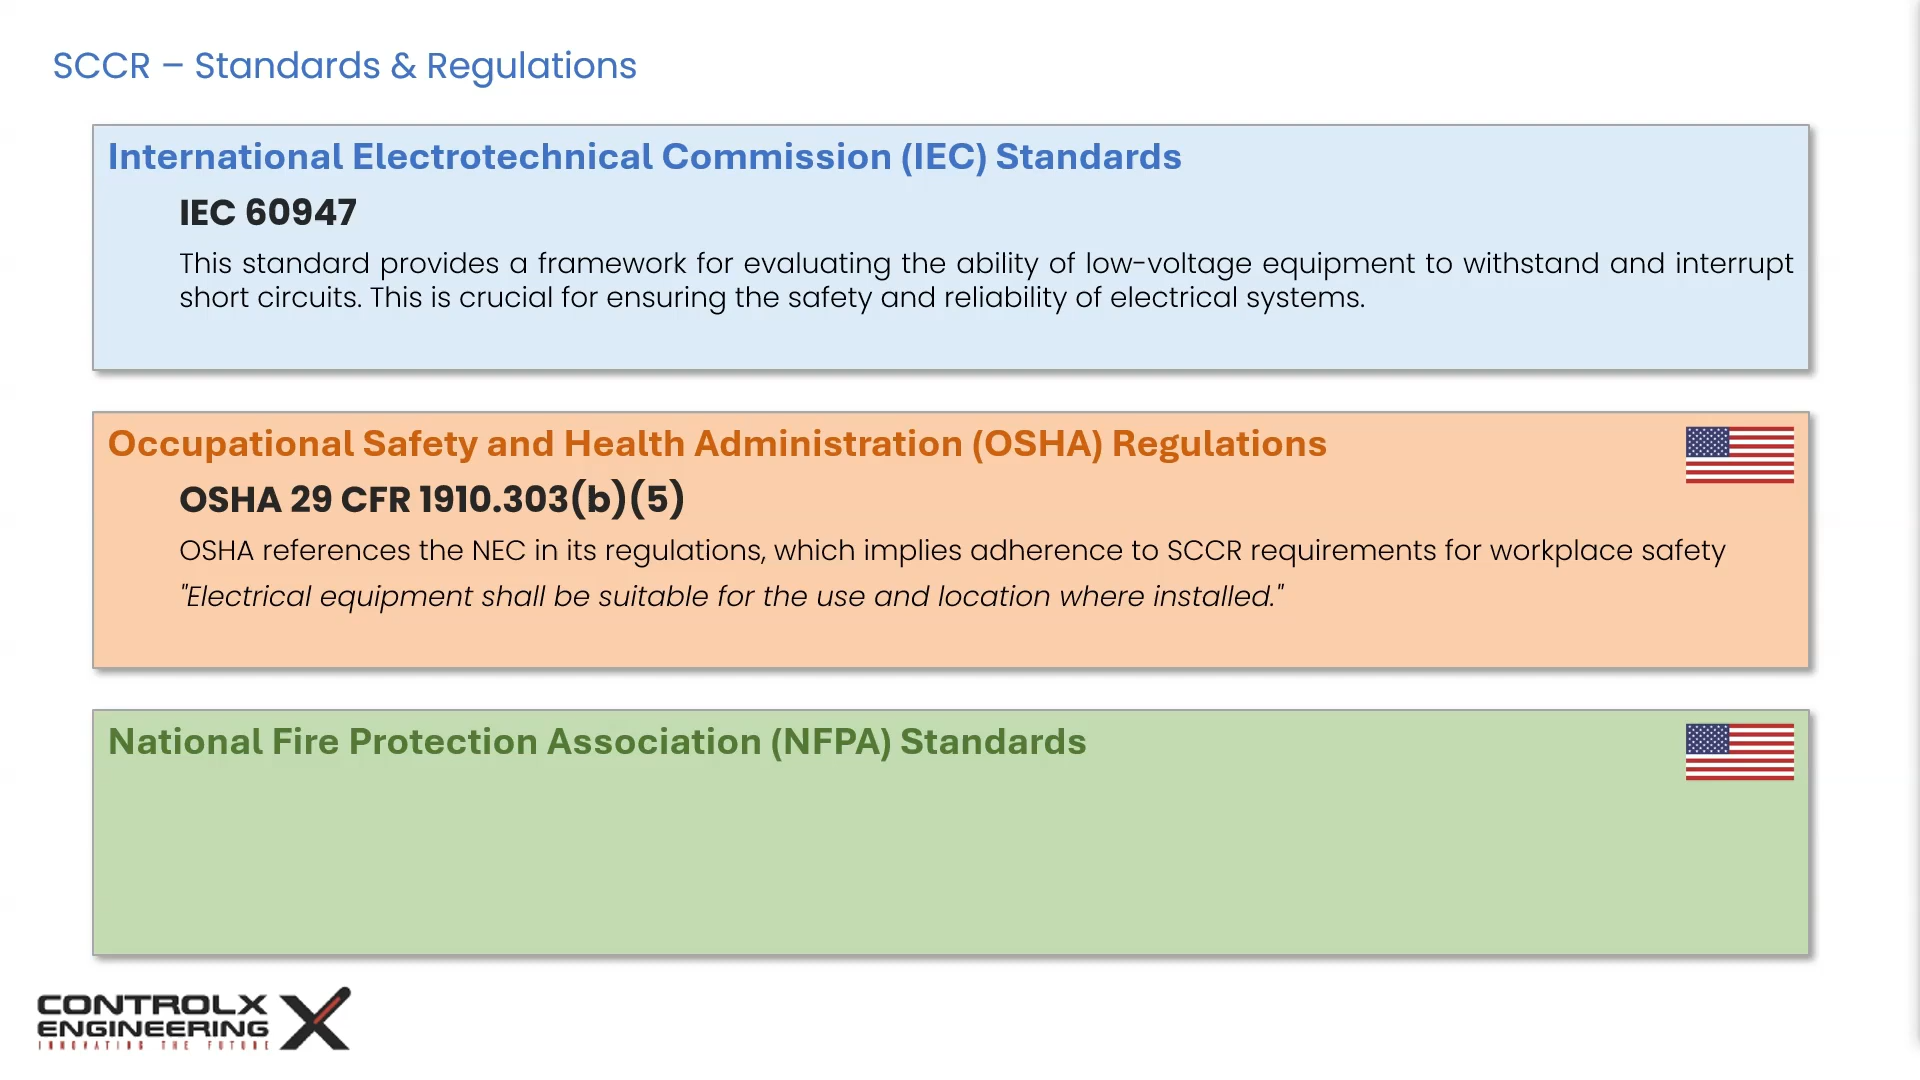 SCCR – Standards & Regulations
International Electrotechnical Commission (IEC) Standards
IEC 60947
This standard provides a framework for evaluating the ability of low-voltage equipment to withstand and interrupt
short circuits. This is crucial for ensuring the safety and reliability of electrical systems.
Occupational Safety and Health Administration (OSHA) Regulations
OSHA 29 CFR 1910.303(b)(5)
OSHA references the NEC in its regulations, which implies adherence to SCCR requirements for workplace safety
"Electrical equipment shall be suitable for the use and location where installed."
National Fire Protection Association (NFPA) Standards
CONTROLX
ENGINEERING
INNOVATING THE FUTURE